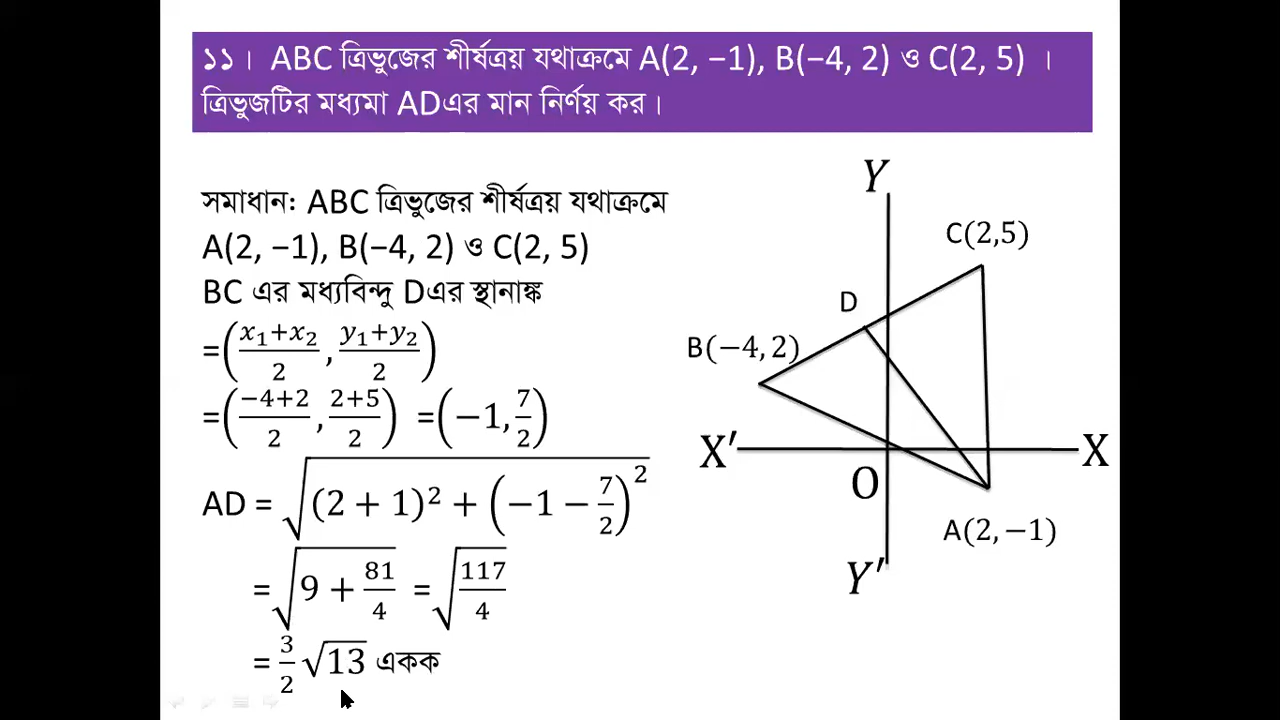 ১১। ABC ত্রিভুজের শীর্ষত্রয় যথাক্রমে A(2, −1), B(−4, 2) ও C(2, 5) ।
ত্রিভুজটির মধ্যমা ADএর মান নির্ণয় কর।
সমাধানঃ ABC ত্রিভুজের শীর্ষত্রয় যথাক্রমে
A(2, −1), B(−4, 2) ও C(2, 5)
BC এর মধ্যবিন্দু Dএর স্থানাঙ্ক
=((x₁+x₂)/2, (y₁+y₂)/2)
=((−4+2)/2, (2+5)/2) =(−1, 7/2)
AD = √((2 + 1)² + (−1 − 7/2)²)
=√(9 + 81/4) =√(117/4)
= 3/2 √13 একক
Y
C(2,5)
D
B(−4, 2)
X′
X
O
A(2, −1)
Y′